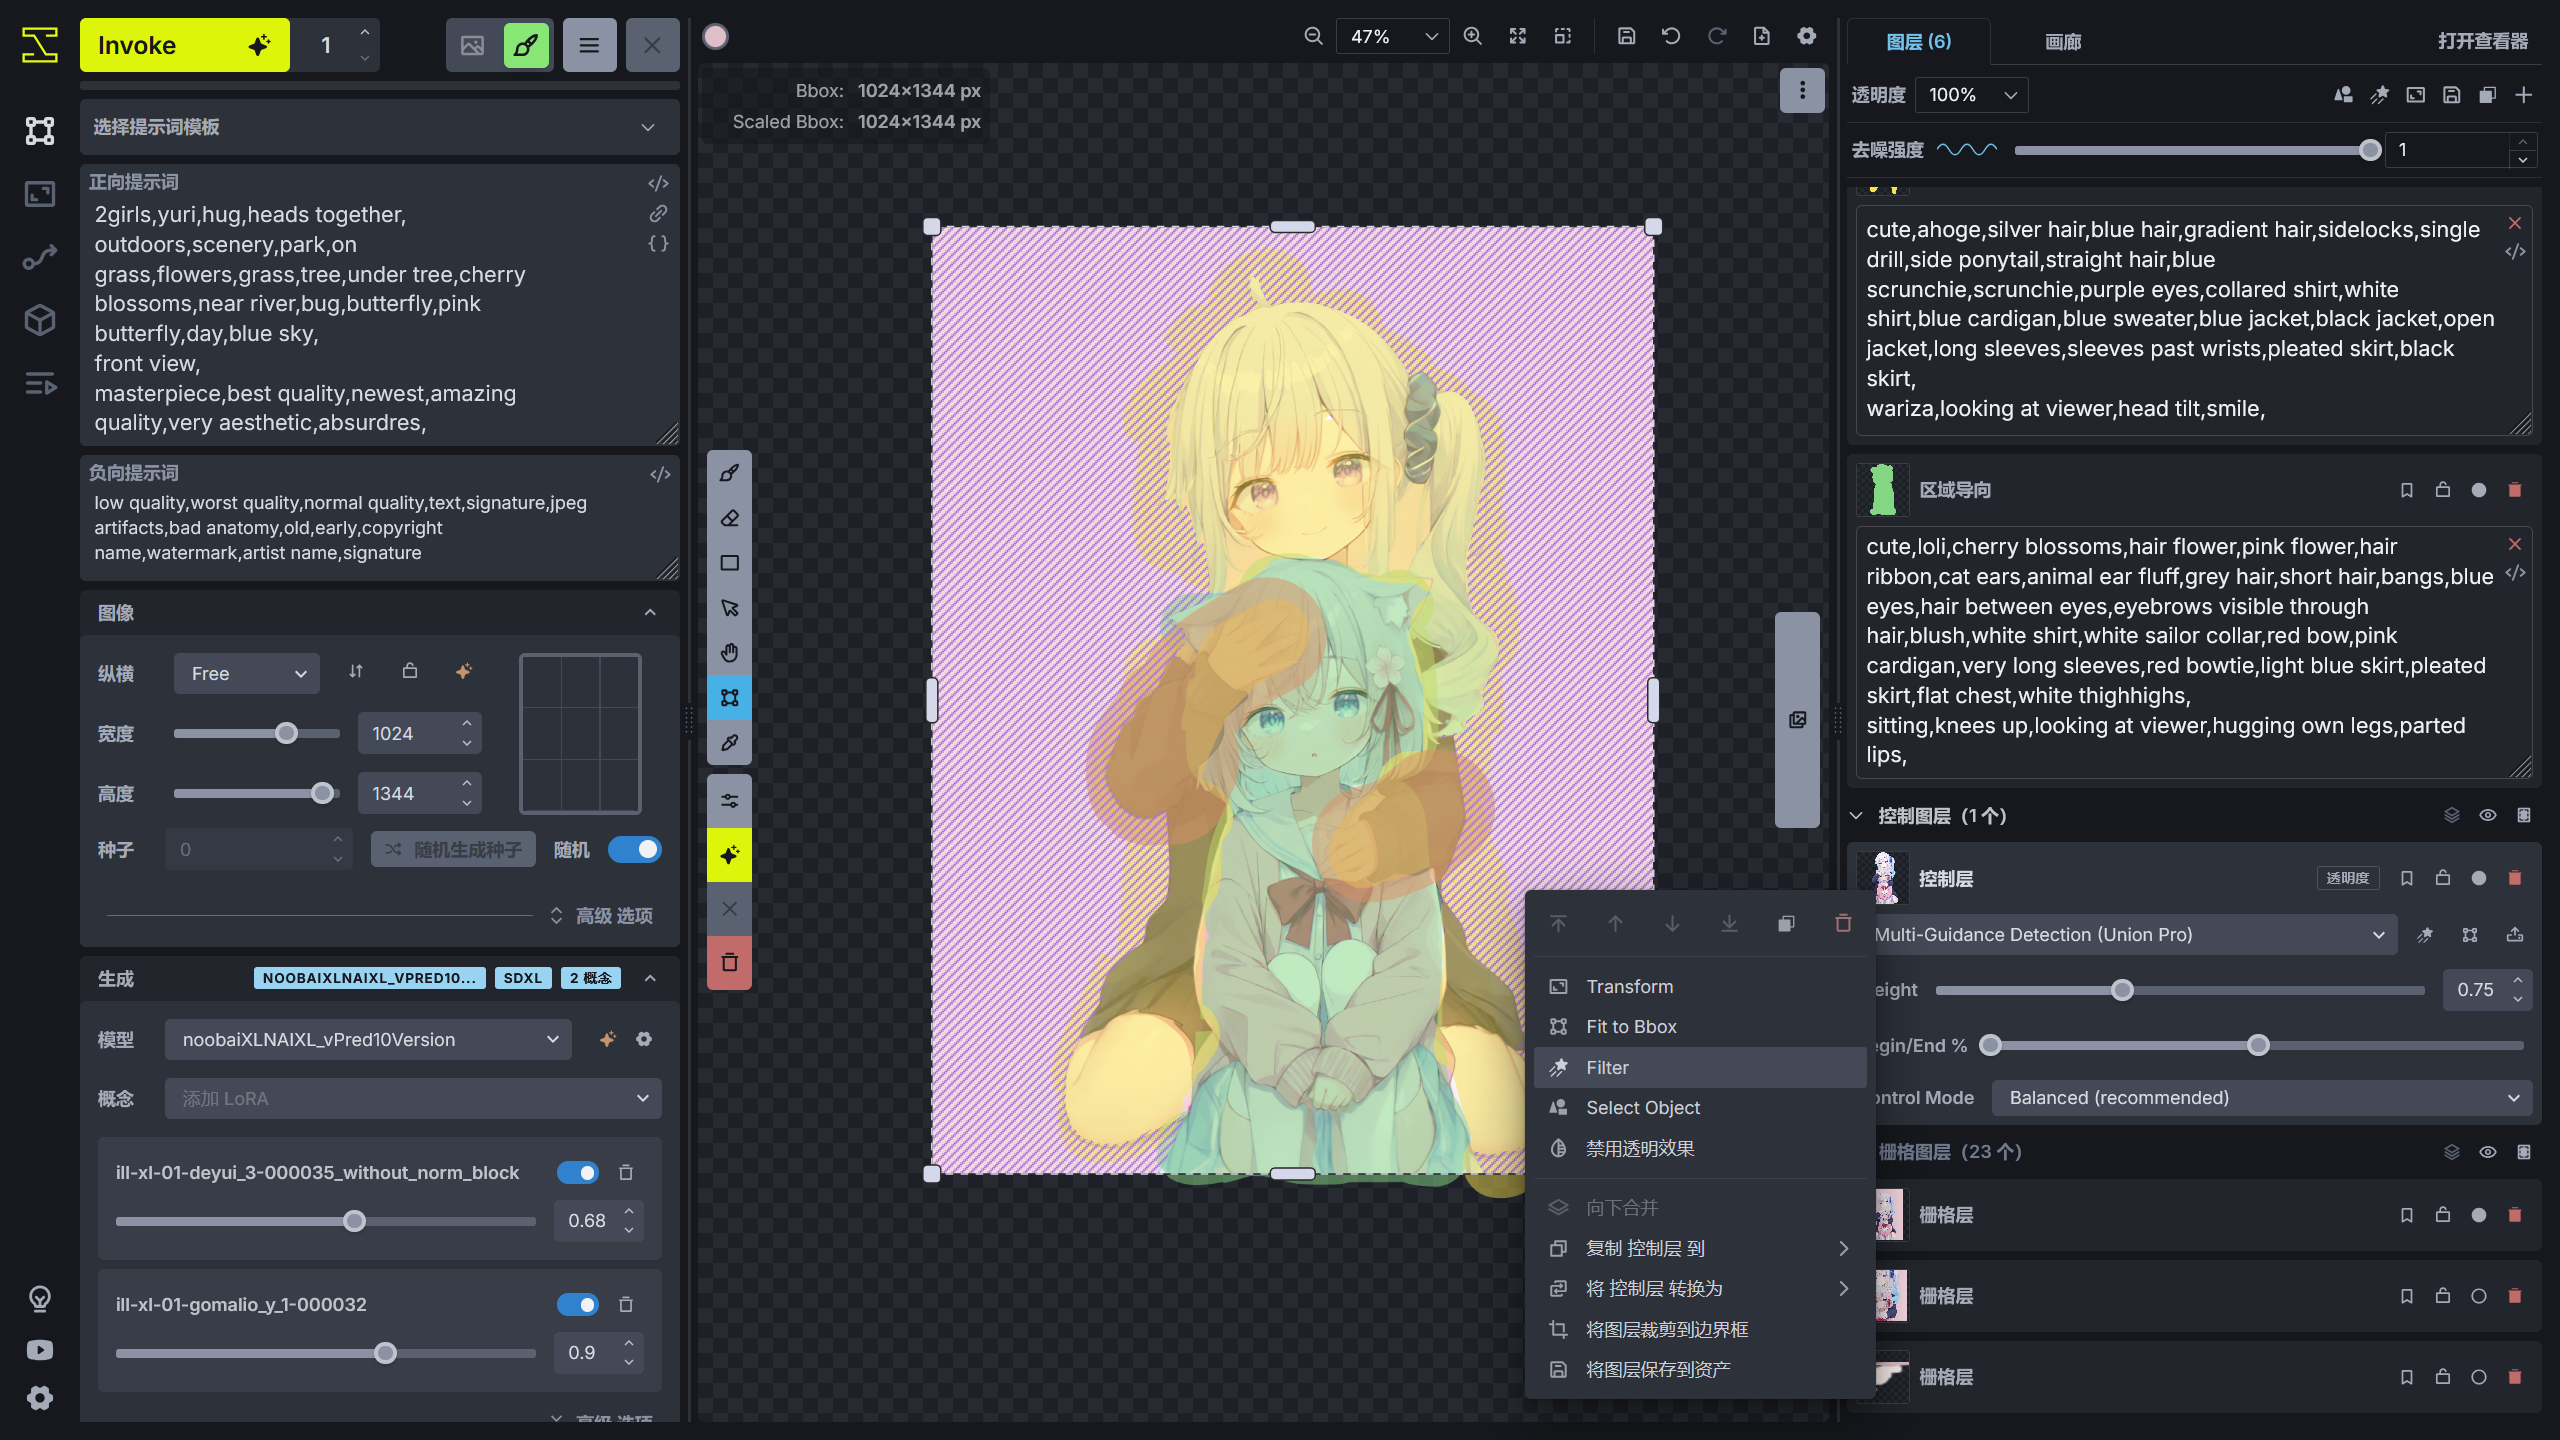 Invoke
1
选择提示词模板
正向提示词
2girls,yuri,hug,heads together,
outdoors,scenery,park,on
grass,flowers,grass,tree,under tree,cherry
blossoms,near river,bug,butterfly,pink
butterfly,day,blue sky,
front view,
masterpiece,best quality,newest,amazing
quality,very aesthetic,absurdres,
负向提示词
low quality,worst quality,normal quality,text,signature,jpeg
artifacts,bad anatomy,old,early,copyright
name,watermark,artist name,signature
图像
纵横
Free
宽度
1024
高度
1344
种子
0
随机生成种子
随机
高级 选项
生成
NOOBAIXLNAIXL_VPRED10...
SDXL
2 概念
模型
noobaiXLNAIXL_vPred10Version
概念
添加 LoRA
ill-xl-01-deyui_3-000035_without_norm_block
0.68
ill-xl-01-gomalio_y_1-000032
0.9
高级 选项
47%
Bbox: 1024×1344 px
Scaled Bbox: 1024×1344 px
Transform
Fit to Bbox
Filter
Select Object
禁用透明效果
向下合并
复制 控制层 到
将 控制层 转换为
将图层裁剪到边界框
将图层保存到资产
图层 (6)
画廊
打开查看器
透明度
100%
去噪强度
1
cute,ahoge,silver hair,blue hair,gradient hair,sidelocks,single
drill,side ponytail,straight hair,blue
scrunchie,scrunchie,purple eyes,collared shirt,white
shirt,blue cardigan,blue sweater,blue jacket,black jacket,open
jacket,long sleeves,sleeves past wrists,pleated skirt,black
skirt,
wariza,looking at viewer,head tilt,smile,
区域导向
cute,loli,cherry blossoms,hair flower,pink flower,hair
ribbon,cat ears,animal ear fluff,grey hair,short hair,bangs,blue
eyes,hair between eyes,eyebrows visible through
hair,blush,white shirt,white sailor collar,red bow,pink
cardigan,very long sleeves,red bowtie,light blue skirt,pleated
skirt,flat chest,white thighhighs,
sitting,knees up,looking at viewer,hugging own legs,parted
lips,
控制图层 (1 个)
控制层
透明度
Multi-Guidance Detection (Union Pro)
eight
0.75
egin/End %
ontrol Mode
Balanced (recommended)
栅格图层 (23 个)
栅格层
栅格层
栅格层